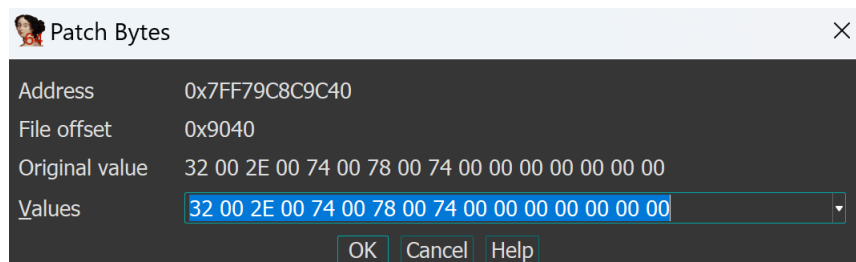 64
Patch Bytes
Address 0x7FF79C8C9C40
File offset 0x9040
Original value 32 00 2E 00 74 00 78 00 74 00 00 00 00 00 00 00
Values 32 00 2E 00 74 00 78 00 74 00 00 00 00 00 00 00
OK Cancel Help